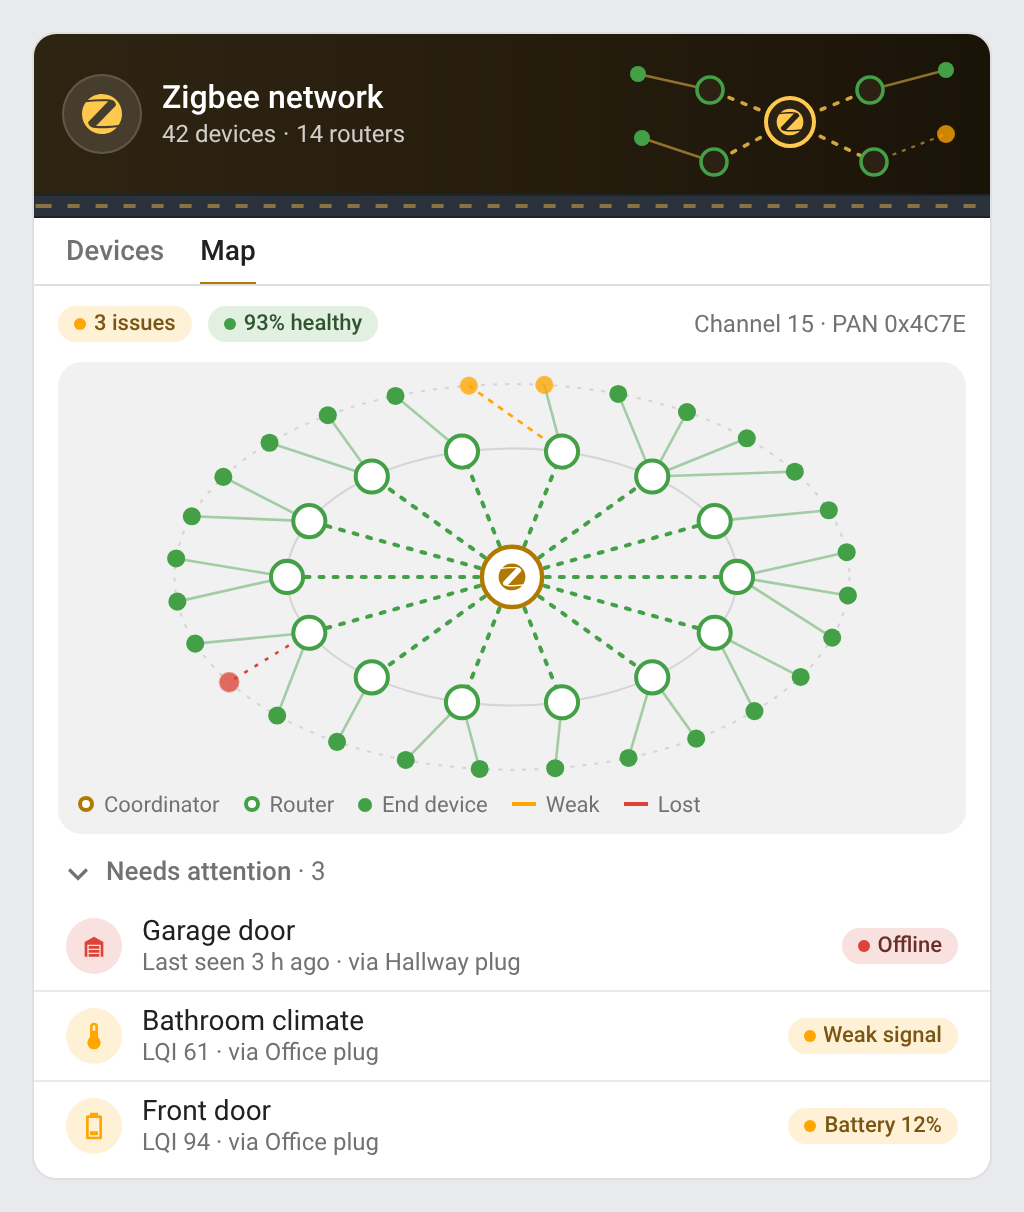 Zigbee network
42 devices · 14 routers
Devices Map
3 issues 93% healthy Channel 15 · PAN 0x4C7E
Coordinator Router End device Weak Lost
Needs attention · 3
Garage door
Last seen 3 h ago · via Hallway plug
Offline
Bathroom climate
LQI 61 · via Office plug
Weak signal
Front door
LQI 94 · via Office plug
Battery 12%